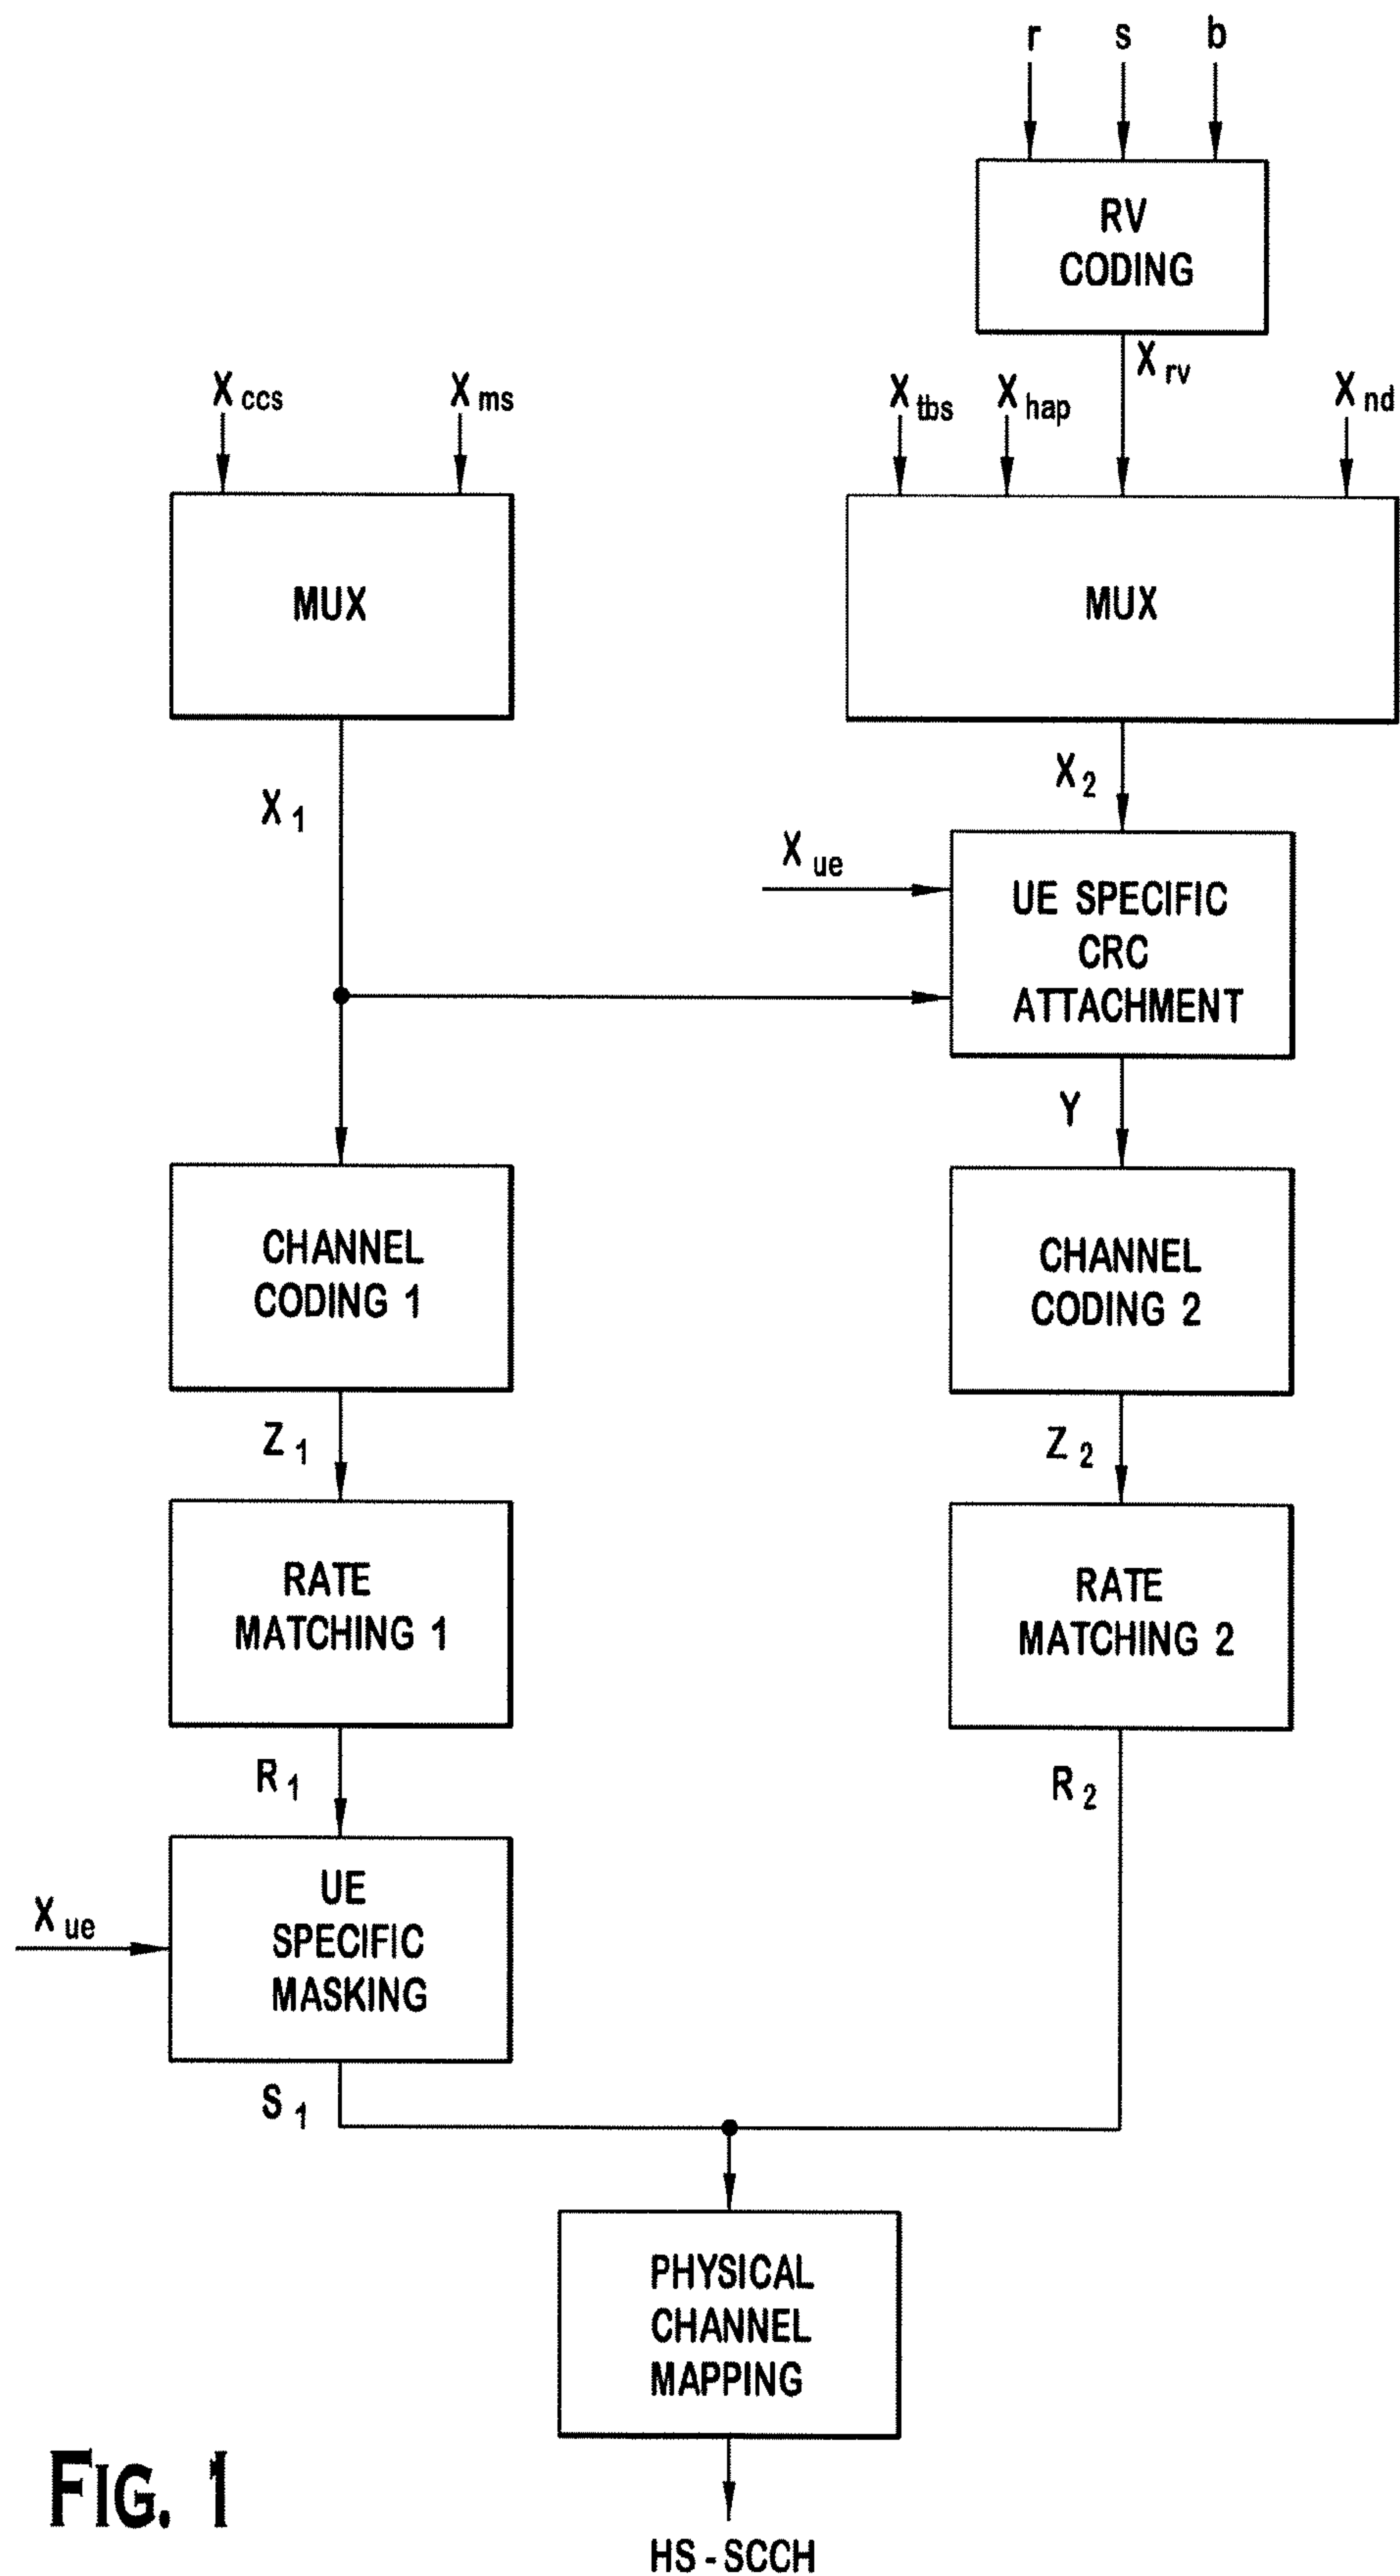 r s b
RV
CODING
X rv
X ccs X ms X tbs X hap X nd
MUX MUX
X 1 X 2
X ue
UE SPECIFIC
CRC
ATTACHMENT
Y
CHANNEL
CODING 1
CHANNEL
CODING 2
Z 1 Z 2
RATE
MATCHING 1
RATE
MATCHING 2
R 1 R 2
X ue
UE
SPECIFIC
MASKING
S 1
PHYSICAL
CHANNEL
MAPPING
HS - SCCH
FIG. 1